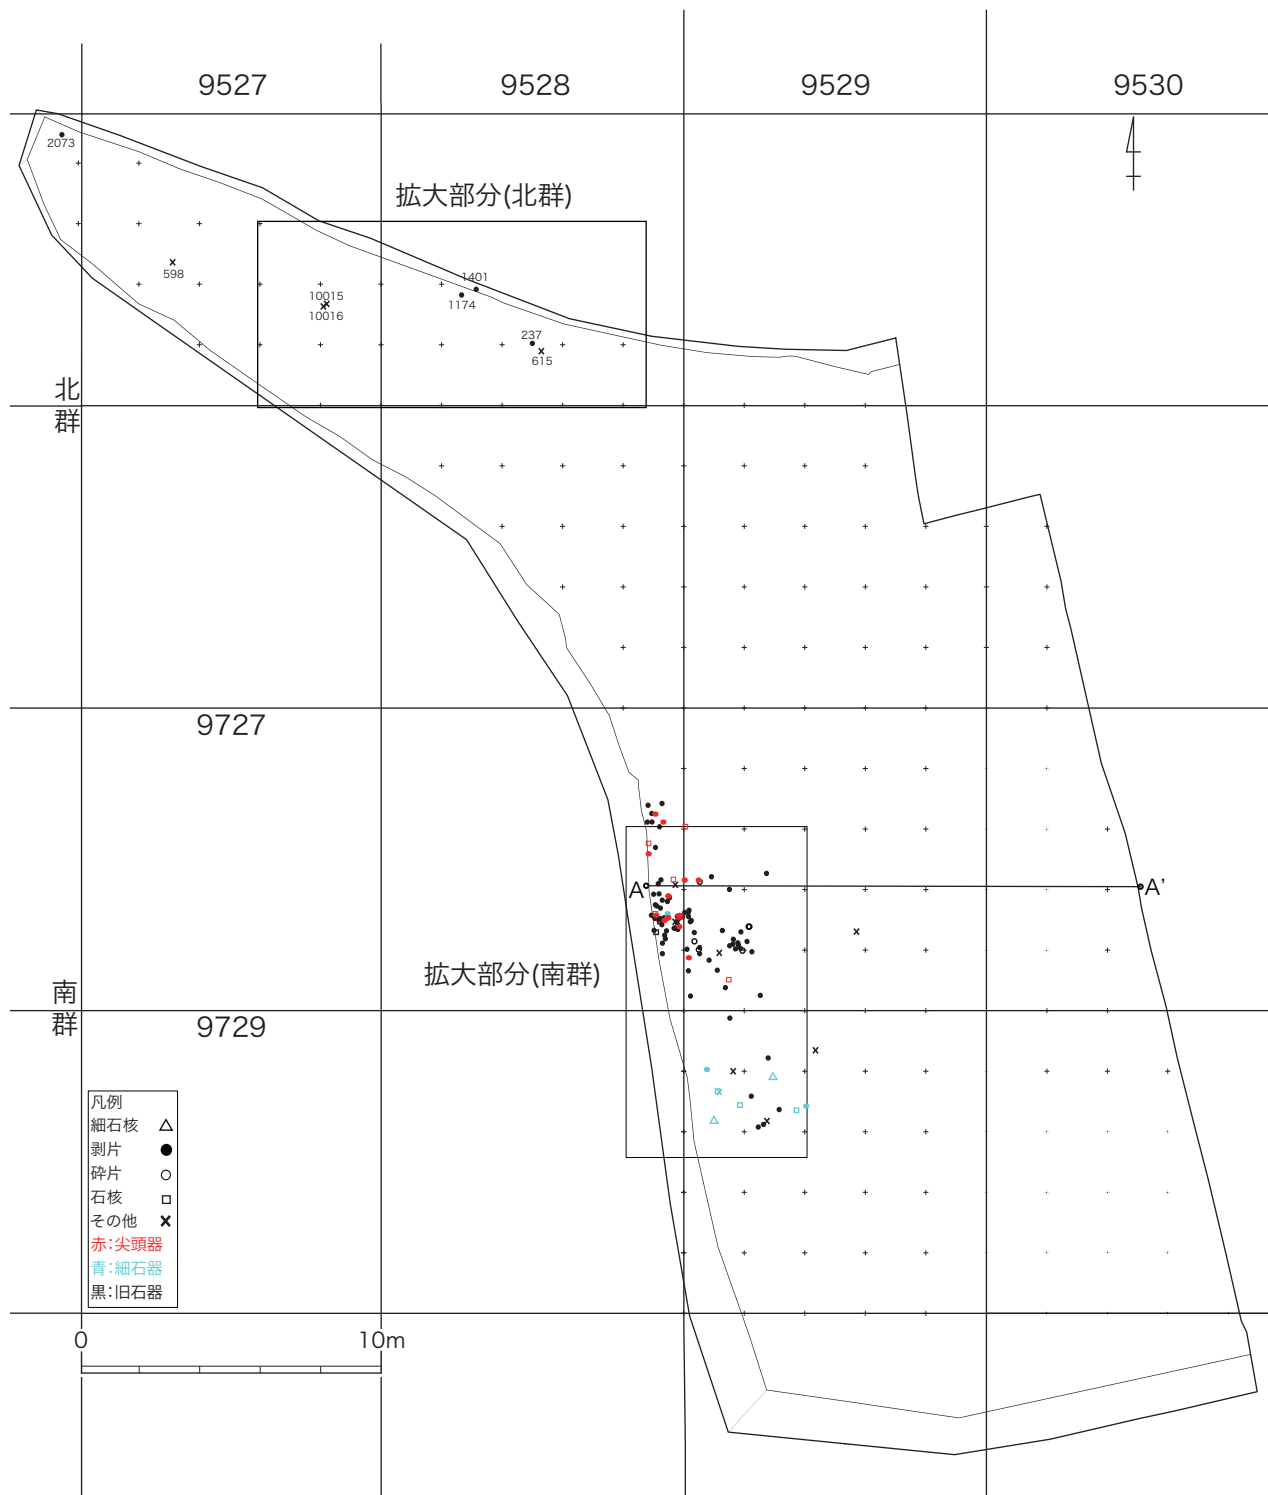 9527
9528
9529
9530
2073
拡大部分(北群)
598
1401
10015
1174
10016
237
615
北
群
9727
A
A’
拡大部分(南群)
南
群
9729
凡例
細石核 △
剥片 ●
砕片 ○
石核 □
その他 ×
赤:尖頭器
青:細石器
黒:旧石器
0
10m